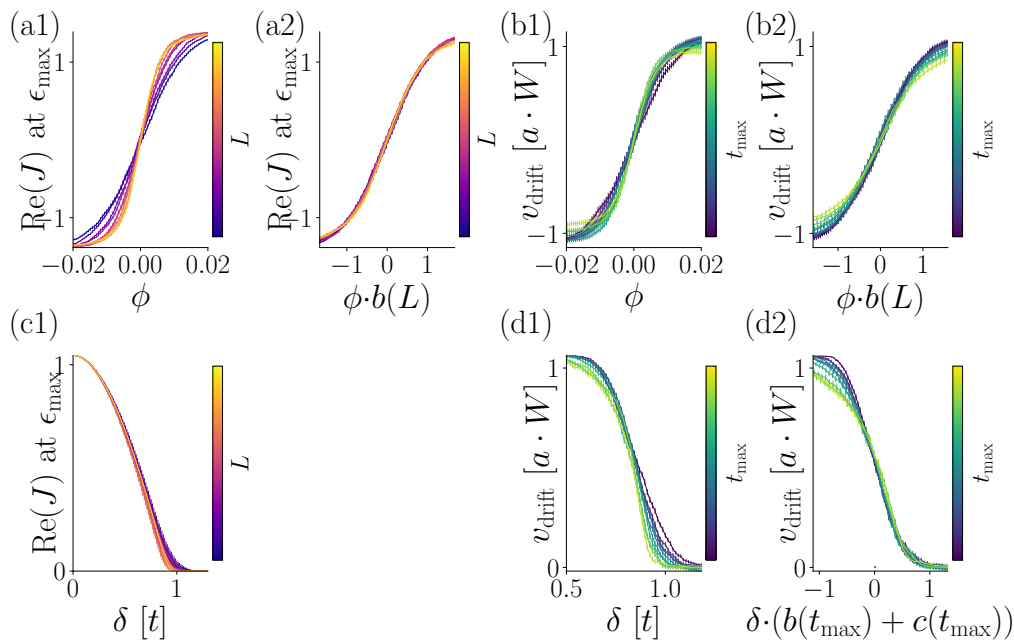 (a1)
Re(J) at ϵmax
1
−1
−0.02 0.00 0.02
ϕ
L
(a2)
Re(J) at ϵmax
1
−1
−1 0 1
ϕ·b(L)
L
(b1)
vdrift [a · W]
1
−1
−0.02 0.00 0.02
ϕ
tmax
(b2)
vdrift [a · W]
1
−1
−1 0 1
ϕ·b(L)
tmax
(c1)
Re(J) at ϵmax
1
0
0 1
δ [t]
L
(d1)
vdrift [a · W]
1
0
0.5 1.0
δ [t]
tmax
(d2)
vdrift [a · W]
1
0
−1 0 1
δ·(b(tmax) + c(tmax))
tmax